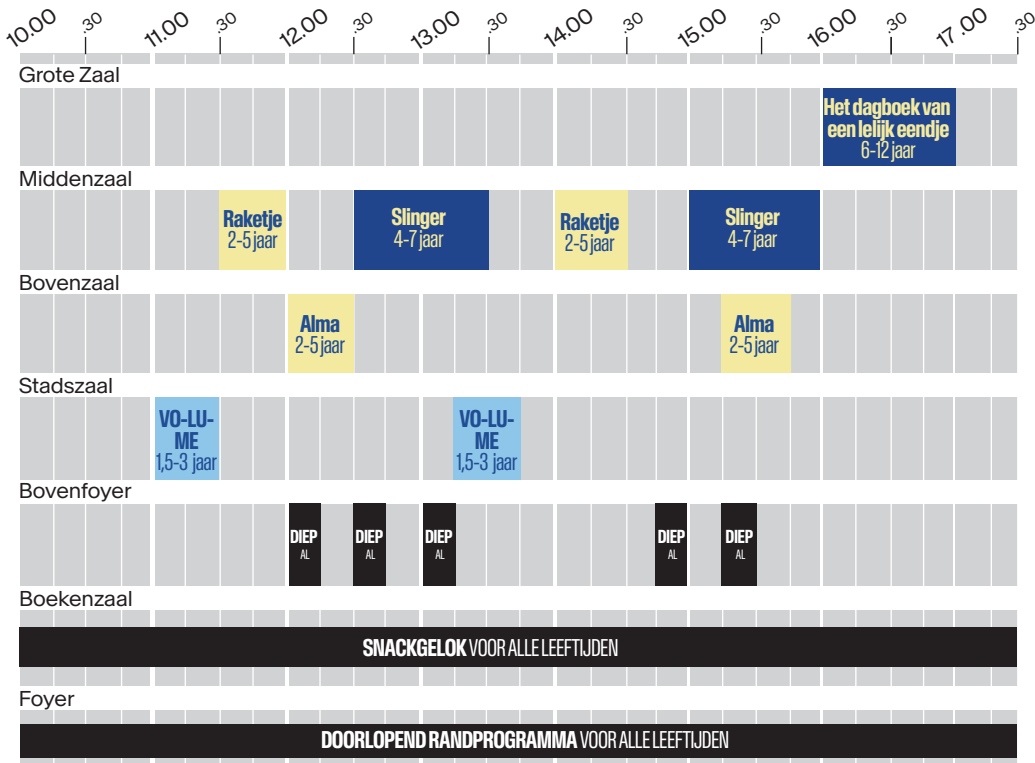 10.00 .30 11.00 .30 12.00 .30 13.00 .30 14.00 .30 15.00 .30 16.00 .30 17.00 .30
Grote Zaal
Het dagboek van
een lelijk eendje
6-12 jaar
Middenzaal
Raketje
2-5 jaar
Slinger
4-7 jaar
Raketje
2-5 jaar
Slinger
4-7 jaar
Bovenzaal
Alma
2-5 jaar
Alma
2-5 jaar
Stadszaal
VO-LU-
ME
1,5-3 jaar
VO-LU-
ME
1,5-3 jaar
Bovenfoyer
DIEP
AL
DIEP
AL
DIEP
AL
DIEP
AL
DIEP
AL
Boekenzaal
SNACKGELOK VOOR ALLE LEEFTIJDEN
Foyer
DOORLOPEND RANDPROGRAMMA VOOR ALLE LEEFTIJDEN